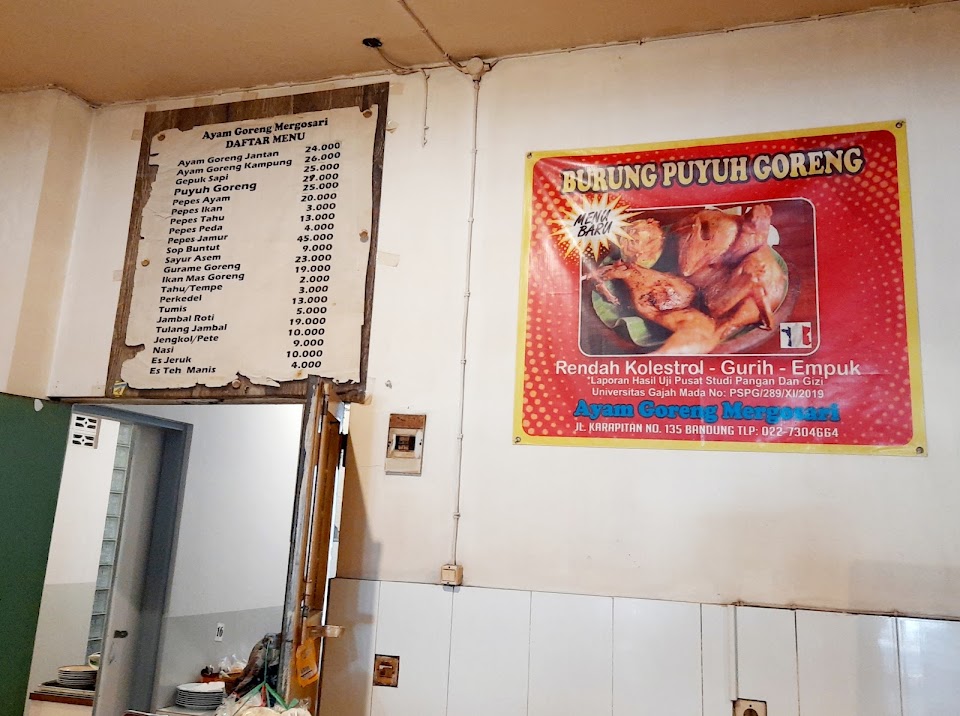 Ayam Goreng Mergosari
DAFTAR MENU
Ayam Goreng Jantan 24.000
Ayam Goreng Kampung 26.000
Gepuk Sapi 25.000
Puyuh Goreng 29.000
Pepes Ayam 25.000
Pepes Ikan 20.000
Pepes Tahu 3.000
Pepes Peda 13.000
Pepes Jamur 4.000
Sop Buntut 45.000
Sayur Asem 9.000
Gurame Goreng 23.000
Ikan Mas Goreng 19.000
Tahu/Tempe 2.000
Perkedel 3.000
Tumis 13.000
Jambal Roti 5.000
Tulang Jambal 19.000
Jengkol/Pete 10.000
Nasi 9.000
Es Jeruk 10.000
Es Teh Manis 4.000
BURUNG PUYUH GORENG
MENU
BARU
Rendah Kolestrol - Gurih - Empuk
"Laporan Hasil Uji Pusat Studi Pangan Dan Gizi
Universitas Gajah Mada No: PSPG/289/XI/2019
Ayam Goreng Mergosari
JL. KARAPITAN NO. 135 BANDUNG TLP: 022-7304664
16